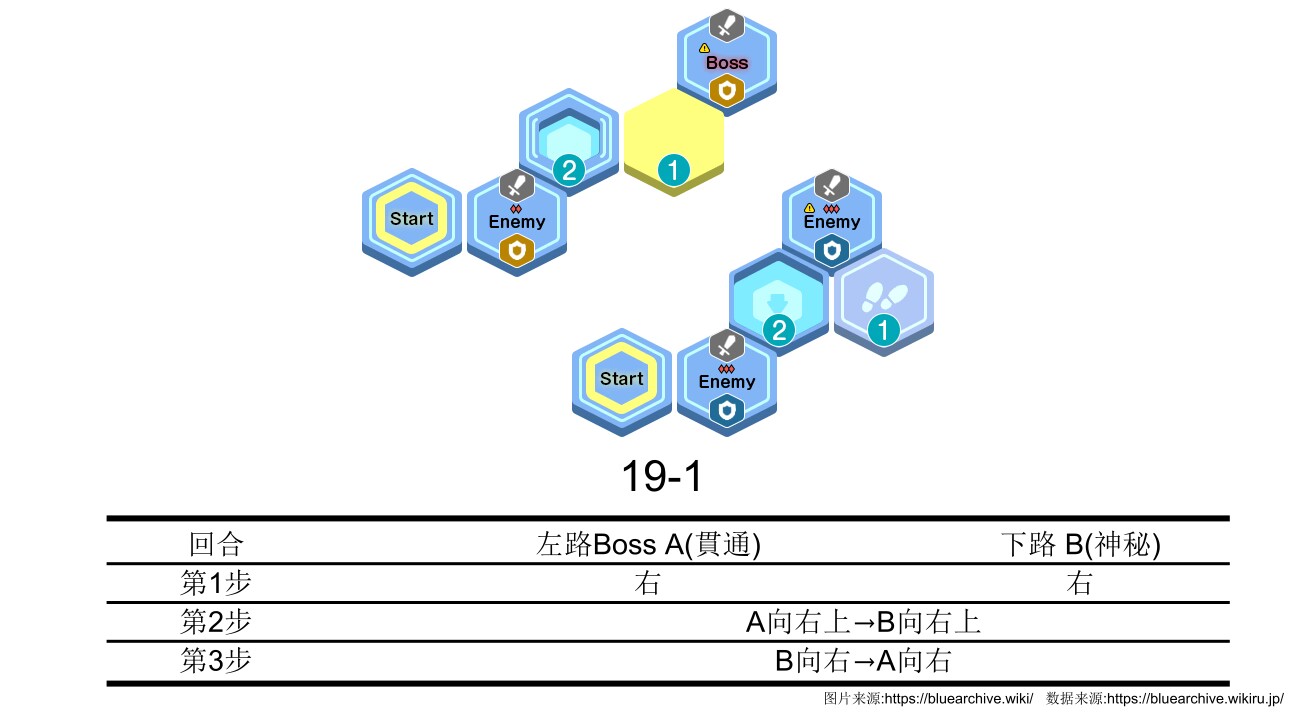 Boss
2
1
Start
Enemy
Enemy
2
1
Start
Enemy
19-1
回合 左路Boss A(貫通) 下路 B(神秘)
第1步 右 右
第2步 A向右上→B向右上
第3步 B向右→A向右
图片来源:https://bluearchive.wiki/ 数据来源:https://bluearchive.wikiru.jp/